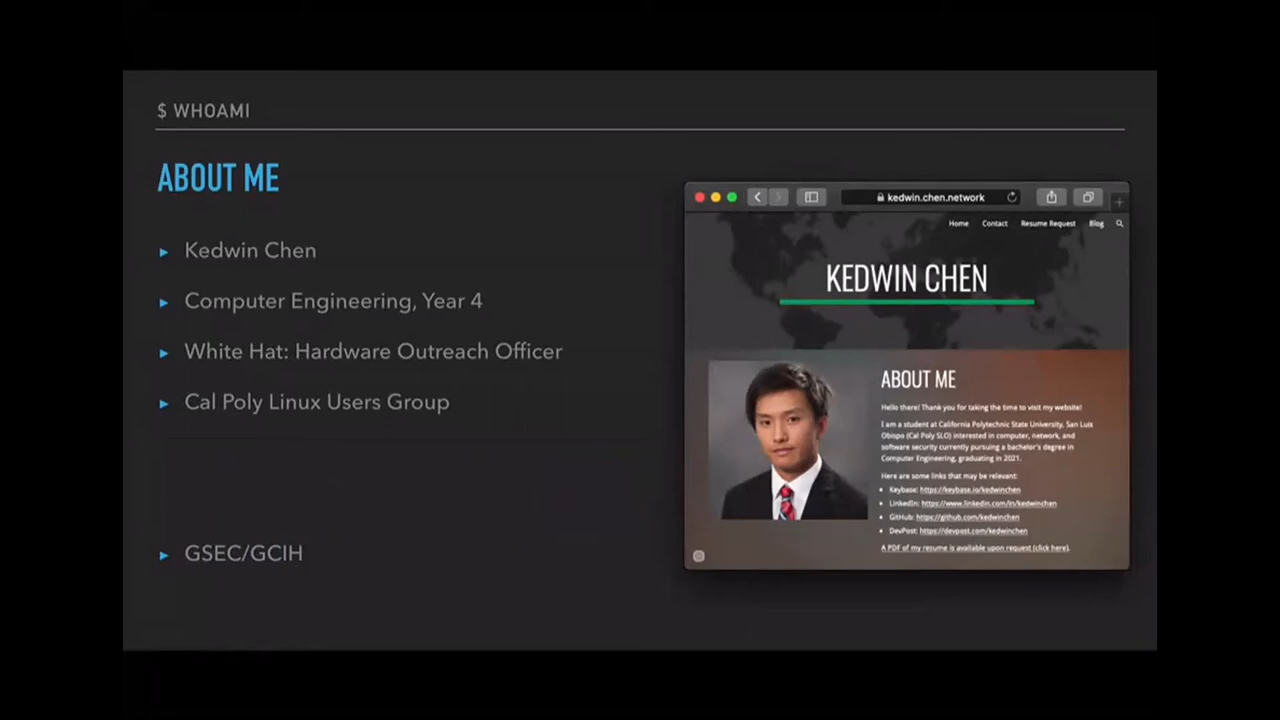 $ WHOAMI
ABOUT ME
Kedwin Chen
Computer Engineering, Year 4
White Hat: Hardware Outreach Officer
Cal Poly Linux Users Group
GSEC/GCIH
kedwin.chen.network
Home Contact Resume Request Blog
KEDWIN CHEN
ABOUT ME
Hello there! Thank you for taking the time to visit my website!
I am a student at California Polytechnic State University, San Luis
Obispo (Cal Poly SLO) interested in computer, network, and
software security currently pursuing a bachelor's degree in
Computer Engineering, graduating in 2021.
Here are some links that may be relevant:
Keybase: https://keybase.io/kedwinchen
LinkedIn: https://www.linkedin.com/in/kedwinchen
GitHub: https://github.com/kedwinchen
DevPost: https://devpost.com/kedwinchen
A PDF of my resume is available upon request (click here).